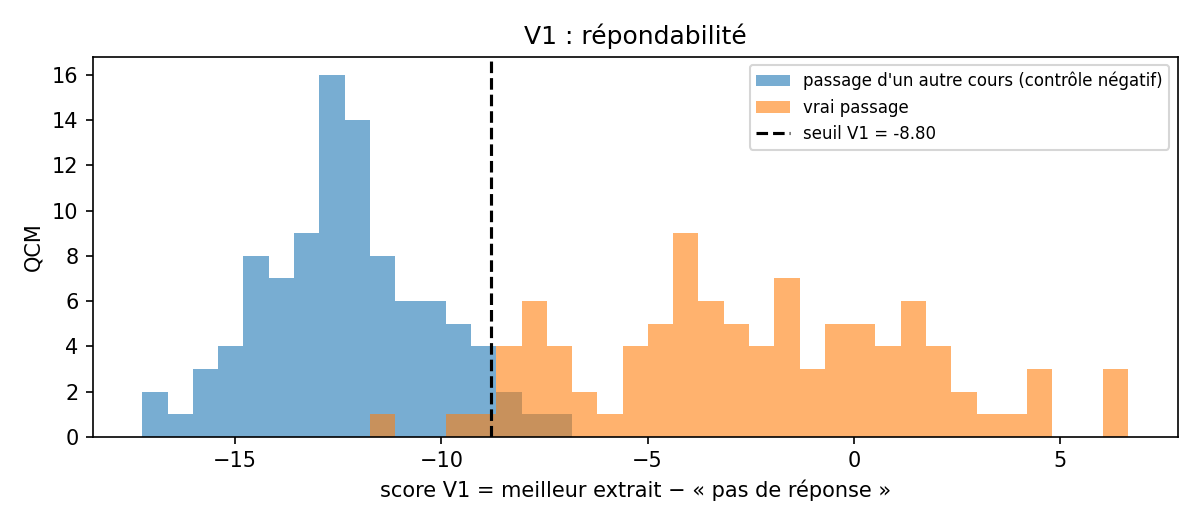 V1 : répondabilité
passage d'un autre cours (contrôle négatif)
vrai passage
seuil V1 = -8.80
QCM
16
14
12
10
8
6
4
2
0
−15
−10
−5
0
5
score V1 = meilleur extrait − « pas de réponse »